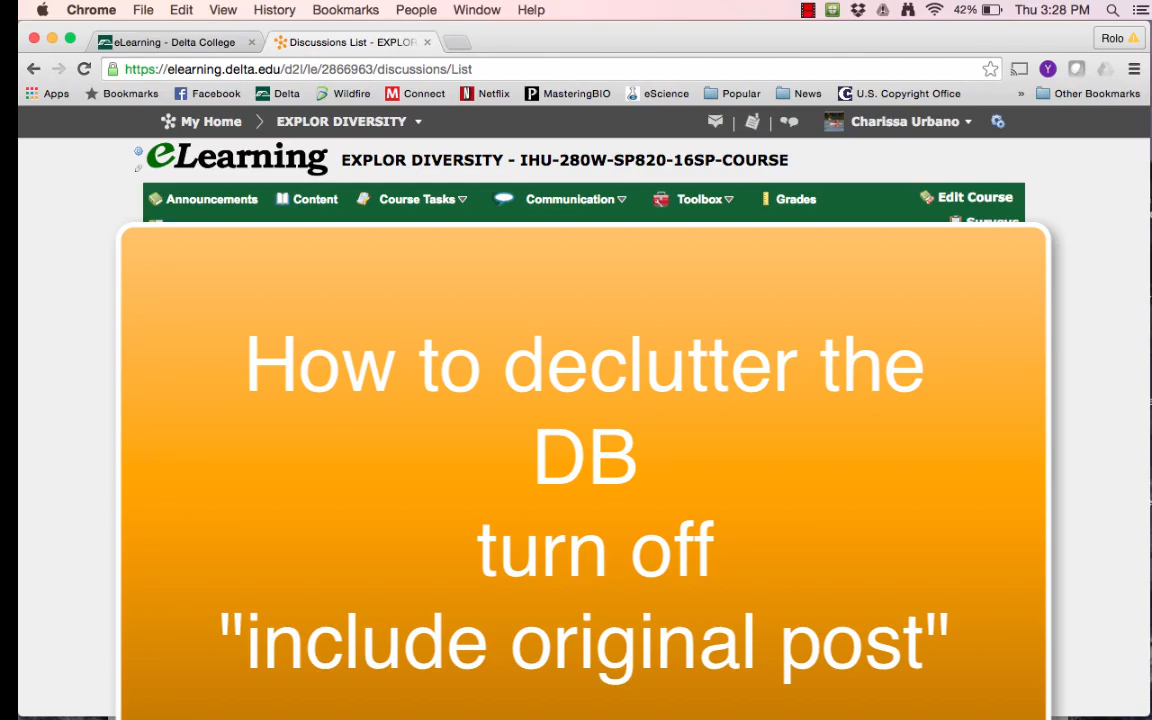 Chrome File Edit View History Bookmarks People Window Help 42% Thu 3:28 PM
eLearning - Delta College × Discussions List - EXPLOR × Rolo
https://elearning.delta.edu/d2l/le/2866963/discussions/List
Apps Bookmarks Facebook Delta Wildfire Connect Netflix MasteringBIO eScience Popular News U.S. Copyright Office » Other Bookmarks
My Home EXPLOR DIVERSITY Charissa Urbano
eLearning EXPLOR DIVERSITY - IHU-280W-SP820-16SP-COURSE
Announcements Content Course Tasks Communication Toolbox Grades Edit Course
Surveys
How to declutter the
DB
turn off
"include original post"